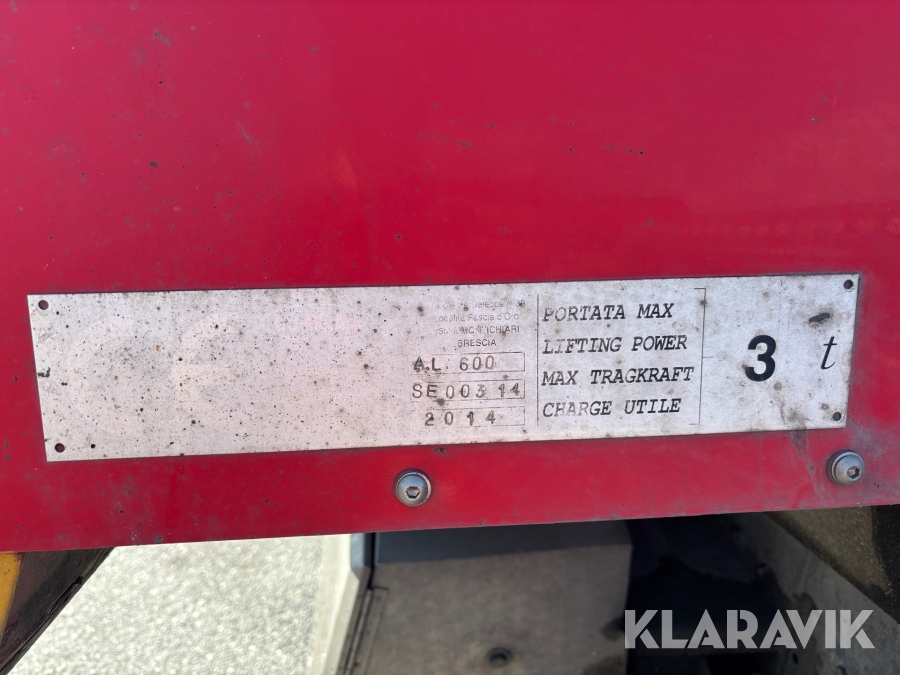 Località Fascia d'Oro
BRESCIA
A.L. 600
SE 003 14
2014
PORTATA MAX
LIFTING POWER
MAX TRAGKRAFT
CHARGE UTILE
3 t
KLARAVIK